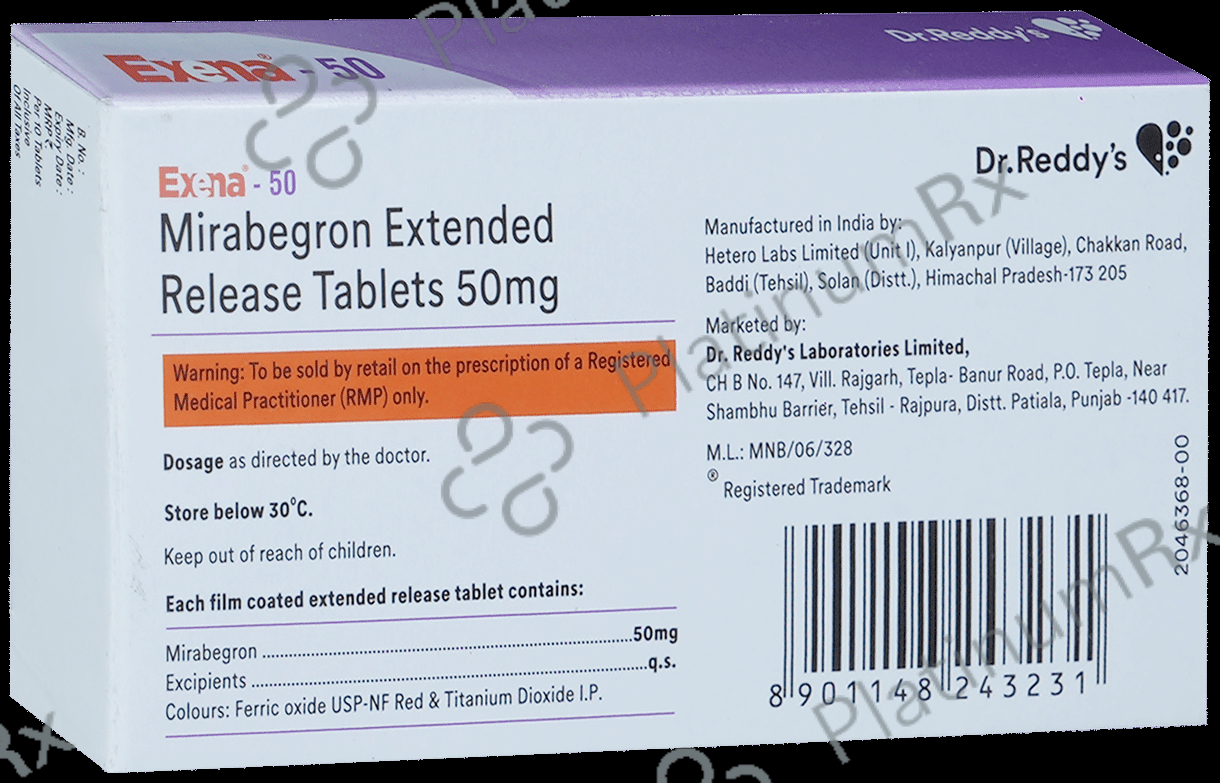 Exena® - 50
Dr.Reddy's
B. No. :
Mfg. Date :
Expiry Date :
MRP ₹
Per 10 Tablets
Inclusive
Of All Taxes
Exena® - 50
Mirabegron Extended
Release Tablets 50mg
Warning: To be sold by retail on the prescription of a Registered
Medical Practitioner (RMP) only.
Dosage as directed by the doctor.
Store below 30°C.
Keep out of reach of children.
Each film coated extended release tablet contains:
Mirabegron ........................................................................50mg
Excipients ..........................................................................q.s.
Colours: Ferric oxide USP-NF Red & Titanium Dioxide I.P.
Dr.Reddy's
Manufactured in India by:
Hetero Labs Limited (Unit I), Kalyanpur (Village), Chakkan Road,
Baddi (Tehsil), Solan (Distt.), Himachal Pradesh-173 205
Marketed by:
Dr. Reddy's Laboratories Limited,
CH B No. 147, Vill. Rajgarh, Tepla- Banur Road, P.O. Tepla, Near
Shambhu Barrier, Tehsil - Rajpura, Distt. Patiala, Punjab -140 417.
M.L.: MNB/06/328
® Registered Trademark
8 901148 243231
2046368-00
PlatinumRx
PlatinumRx
PlatinumRx
Rx